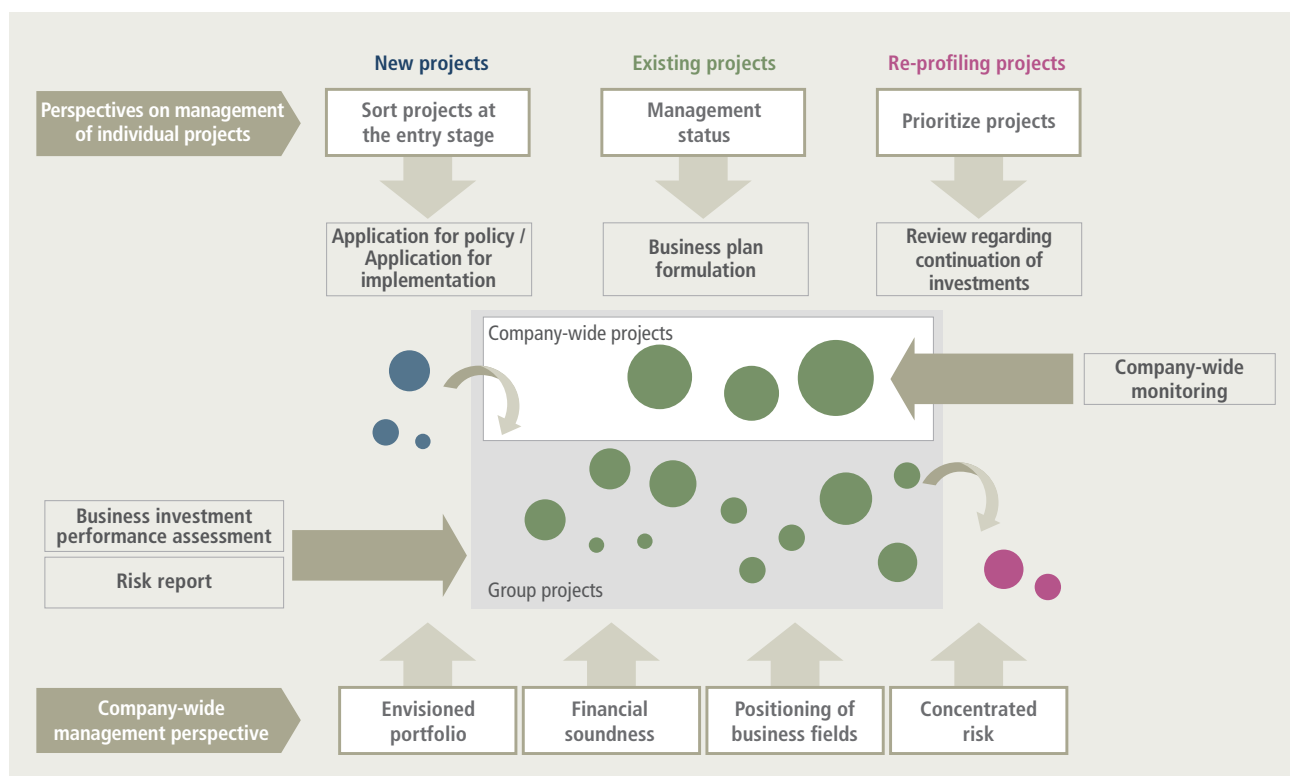 New projects
Existing projects
Re-profiling projects
Perspectives on management
of individual projects
Sort projects at
the entry stage
Management
status
Prioritize projects
Application for policy /
Application for
implementation
Business plan
formulation
Review regarding
continuation of
investments
Company-wide projects
Company-wide
monitoring
Business investment
performance assessment
Risk report
Group projects
Company-wide
management perspective
Envisioned
portfolio
Financial
soundness
Positioning of
business fields
Concentrated
risk